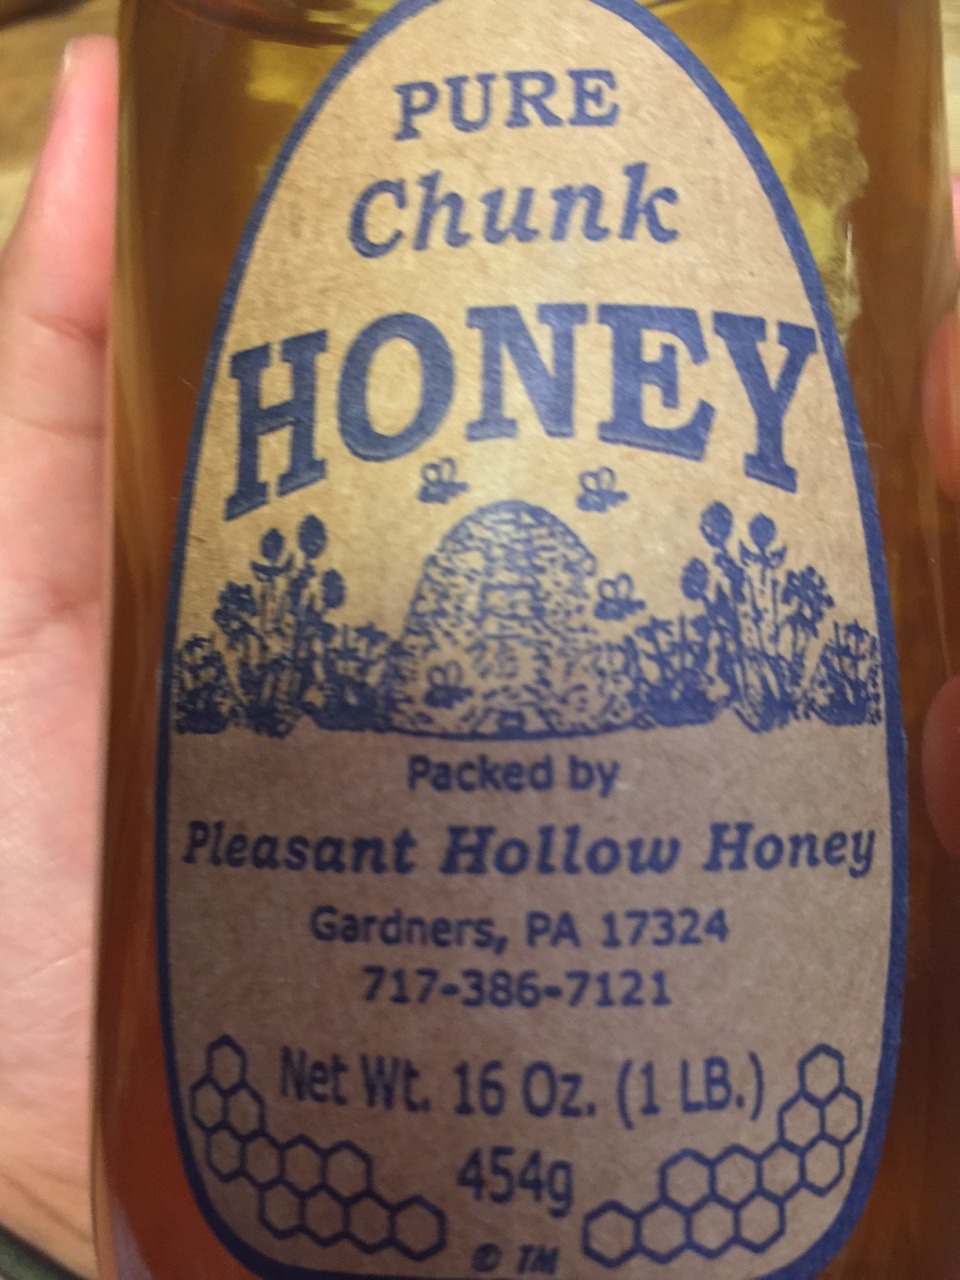 PURE
Chunk
HONEY
Packed by
Pleasant Hollow Honey
Gardners, PA 17324
717-386-7121
Net Wt. 16 Oz. (1 LB.)
454g
© TM